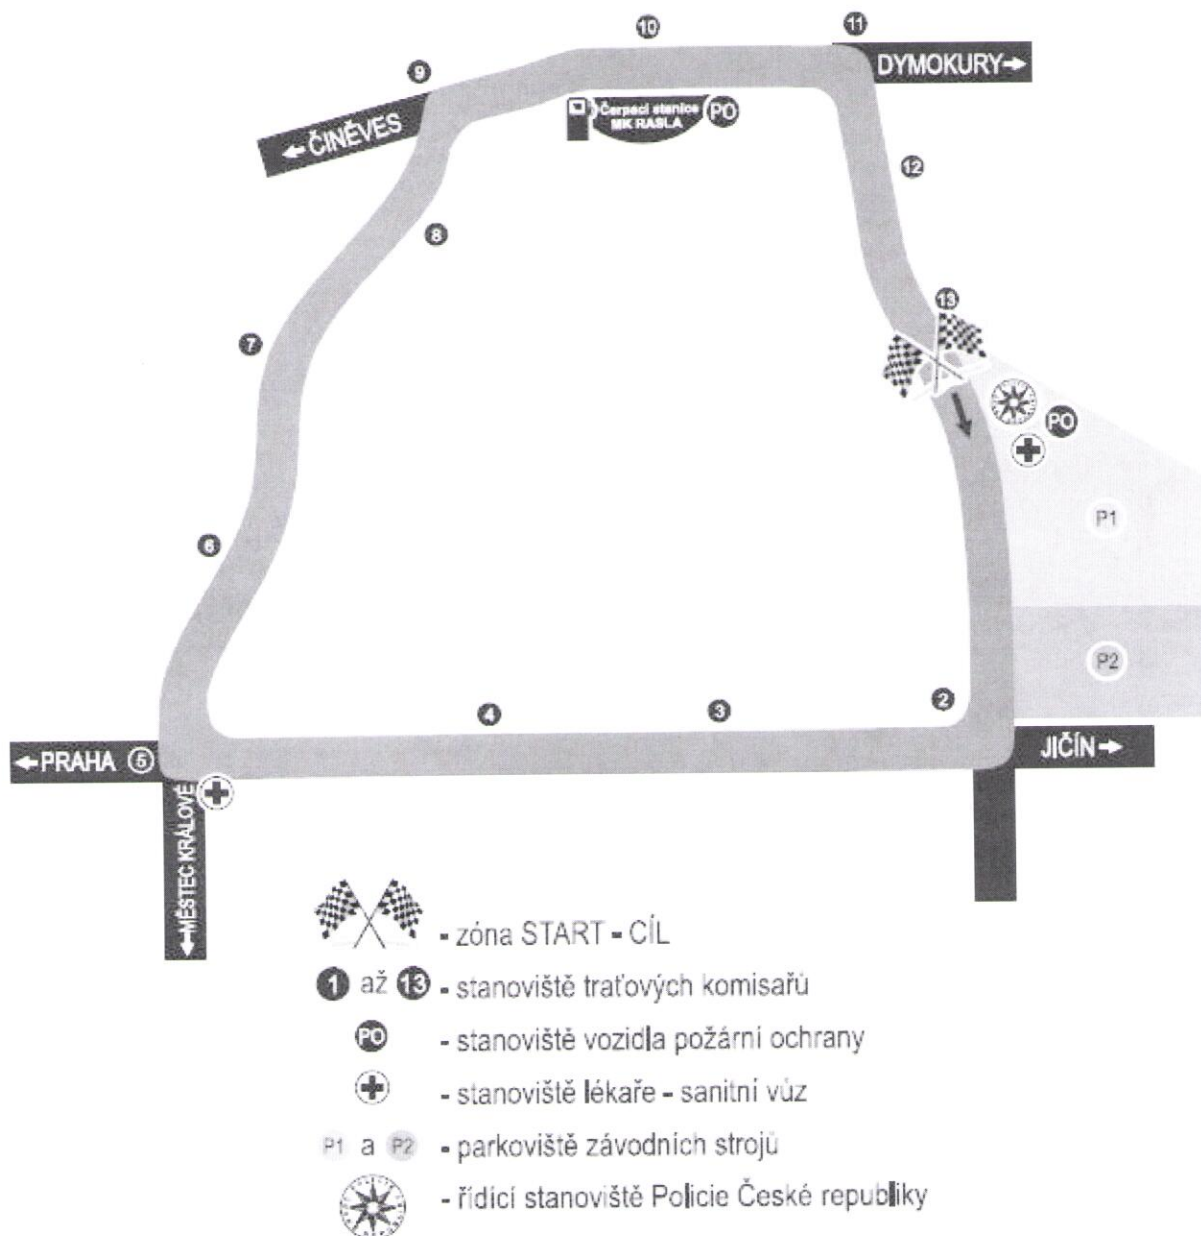 10
11
DYMOKURY→
9
←ČINĚVES
Čerpací stanice
MK RASLA
PO
12
8
13
7
PO
P1
6
P2
2
3
4
←PRAHA 5
JIČÍN→
←MĚSTEC KRÁLOVÉ
- zóna START - CÍL
1 až 13 - stanoviště traťových komisařů
PO - stanoviště vozidla požární ochrany
- stanoviště lékaře - sanitní vůz
P1 a P2 - parkoviště závodních strojů
- řídící stanoviště Policie České republiky